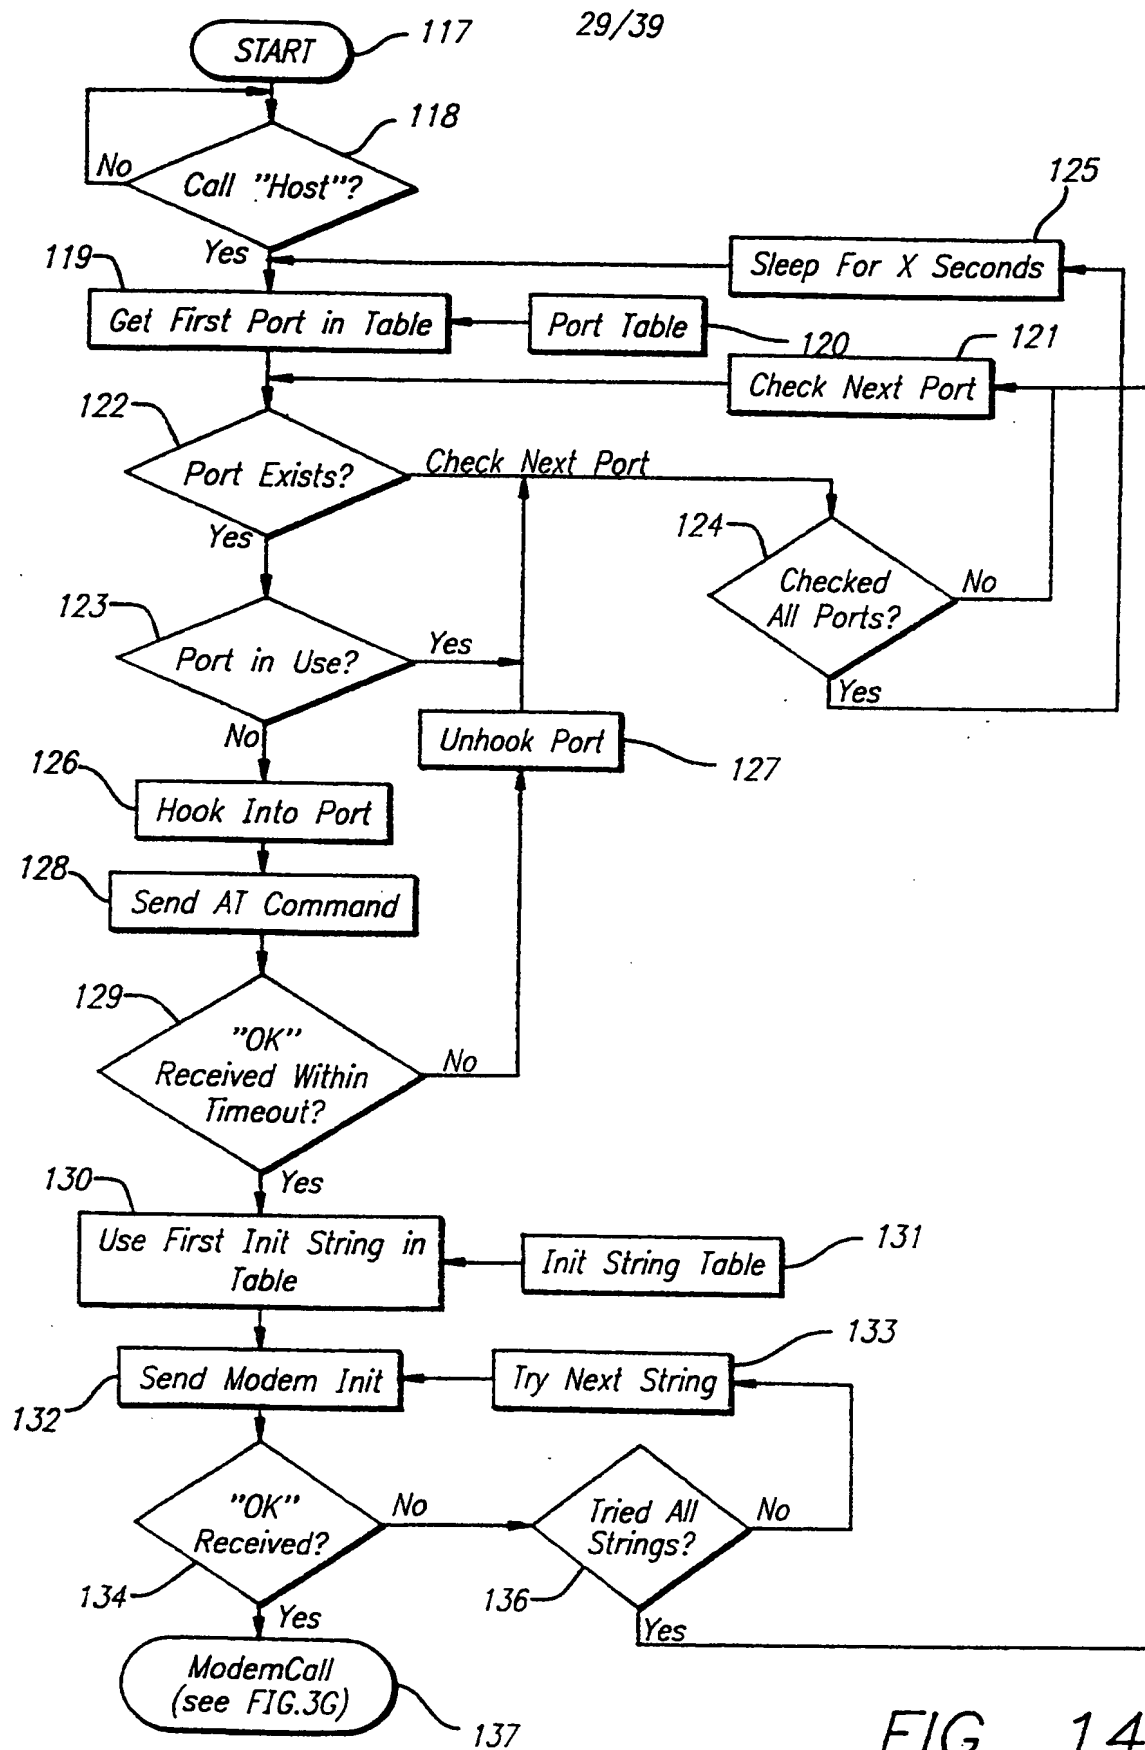 29/39
START
117
118
No
Call "Host"?
Yes
125
Sleep For X Seconds
119
Get First Port in Table
Port Table
120
121
Check Next Port
122
Port Exists?
Check Next Port
Yes
124
Checked
All Ports?
No
Yes
123
Port in Use?
Yes
No
Unhook Port
127
126
Hook Into Port
128
Send AT Command
129
"OK"
Received Within
Timeout?
No
Yes
130
Use First Init String in
Table
Init String Table
131
133
Send Modem Init
Try Next String
132
"OK"
Received?
No
134
Tried All
Strings?
No
136
Yes
Yes
ModemCall
(see FIG.3G)
137
FIG. 14